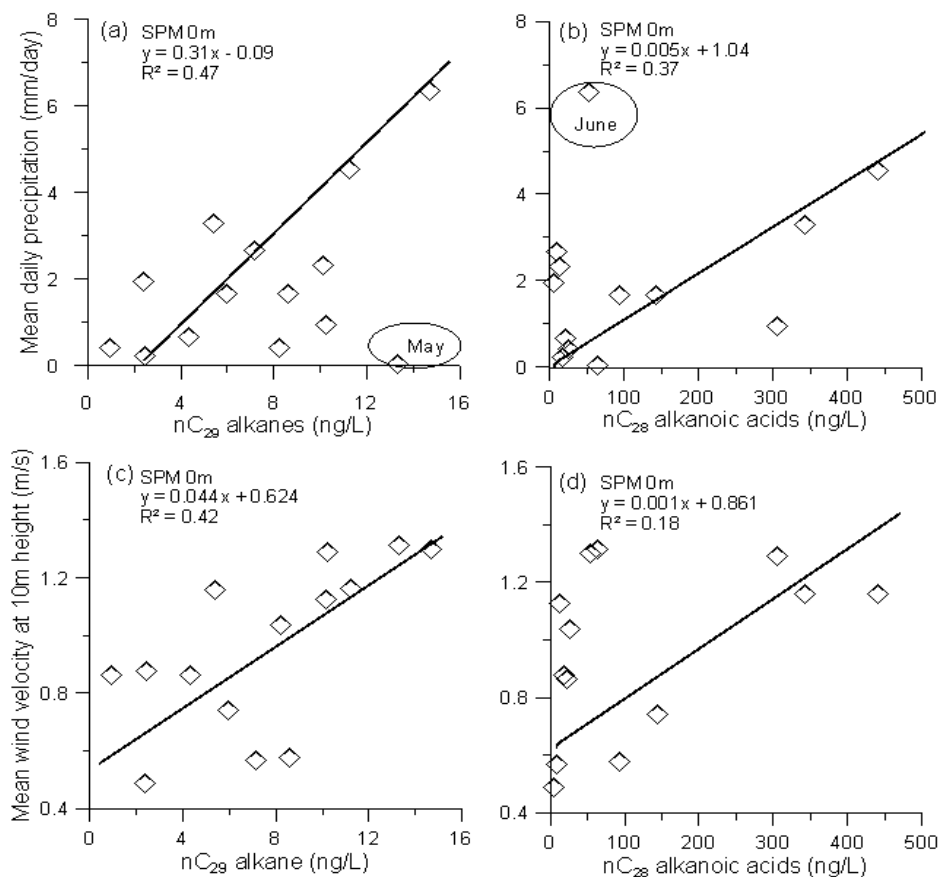 (a) SPM 0m
y = 0.31x - 0.09
R² = 0.47
Mean daily precipitation (mm/day)
8
6
4
2
0
May
0 4 8 12 16
nC₂₉ alkanes (ng/L)
(b) SPM 0m
y = 0.005x + 1.04
R² = 0.37
8
6
4
2
0
June
0 100 200 300 400 500
nC₂₈ alkanoic acids (ng/L)
(c) SPM 0m
y = 0.044x + 0.624
R² = 0.42
Mean wind velocity at 10m height (m/s)
1.6
1.2
0.8
0.4
0 4 8 12 16
nC₂₉ alkane (ng/L)
(d) SPM 0m
y = 0.001x + 0.861
R² = 0.18
1.6
1.2
0.8
0.4
0 100 200 300 400 500
nC₂₈ alkanoic acids (ng/L)